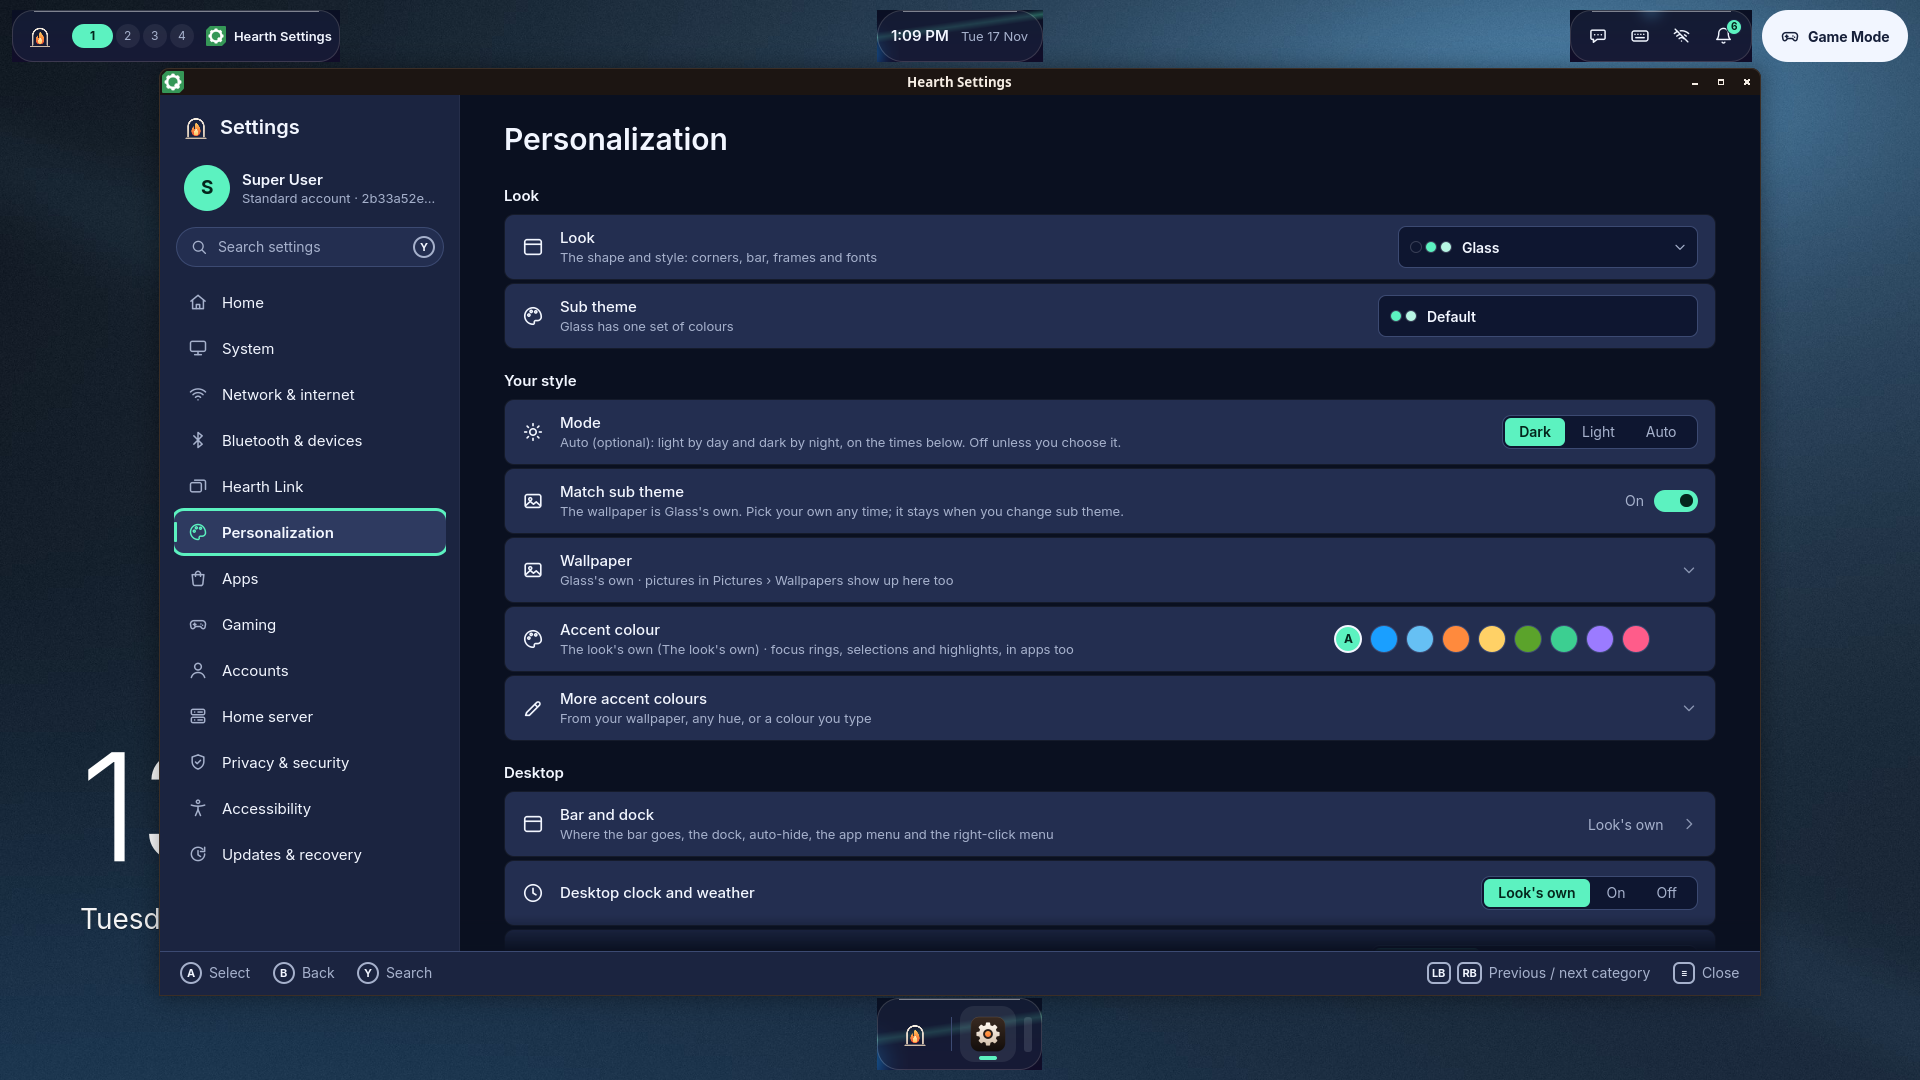 1 2 3 4 Hearth Settings
1:09 PM Tue 17 Nov
6
Game Mode
Hearth Settings
Settings
S
Super User
Standard account · 2b33a52e...
Search settings Y
Home
System
Network & internet
Bluetooth & devices
Hearth Link
Personalization
Apps
Gaming
Accounts
Home server
Privacy & security
Accessibility
Updates & recovery
Personalization
Look
Look
The shape and style: corners, bar, frames and fonts
Glass
Sub theme
Glass has one set of colours
Default
Your style
Mode
Auto (optional): light by day and dark by night, on the times below. Off unless you choose it.
Dark Light Auto
Match sub theme
The wallpaper is Glass's own. Pick your own any time; it stays when you change sub theme.
On
Wallpaper
Glass's own · pictures in Pictures › Wallpapers show up here too
Accent colour
The look's own (The look's own) · focus rings, selections and highlights, in apps too
A
More accent colours
From your wallpaper, any hue, or a colour you type
Desktop
Bar and dock
Where the bar goes, the dock, auto-hide, the app menu and the right-click menu
Look's own
Desktop clock and weather
Look's own On Off
A Select B Back Y Search
LB RB Previous / next category Close
13
Tuesd